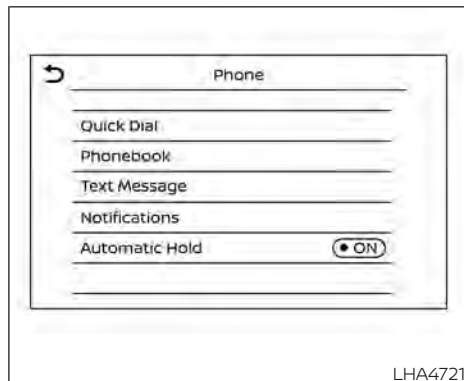 Phone
Quick Dial
Phonebook
Text Message
Notifications
Automatic Hold ON
LHA4721